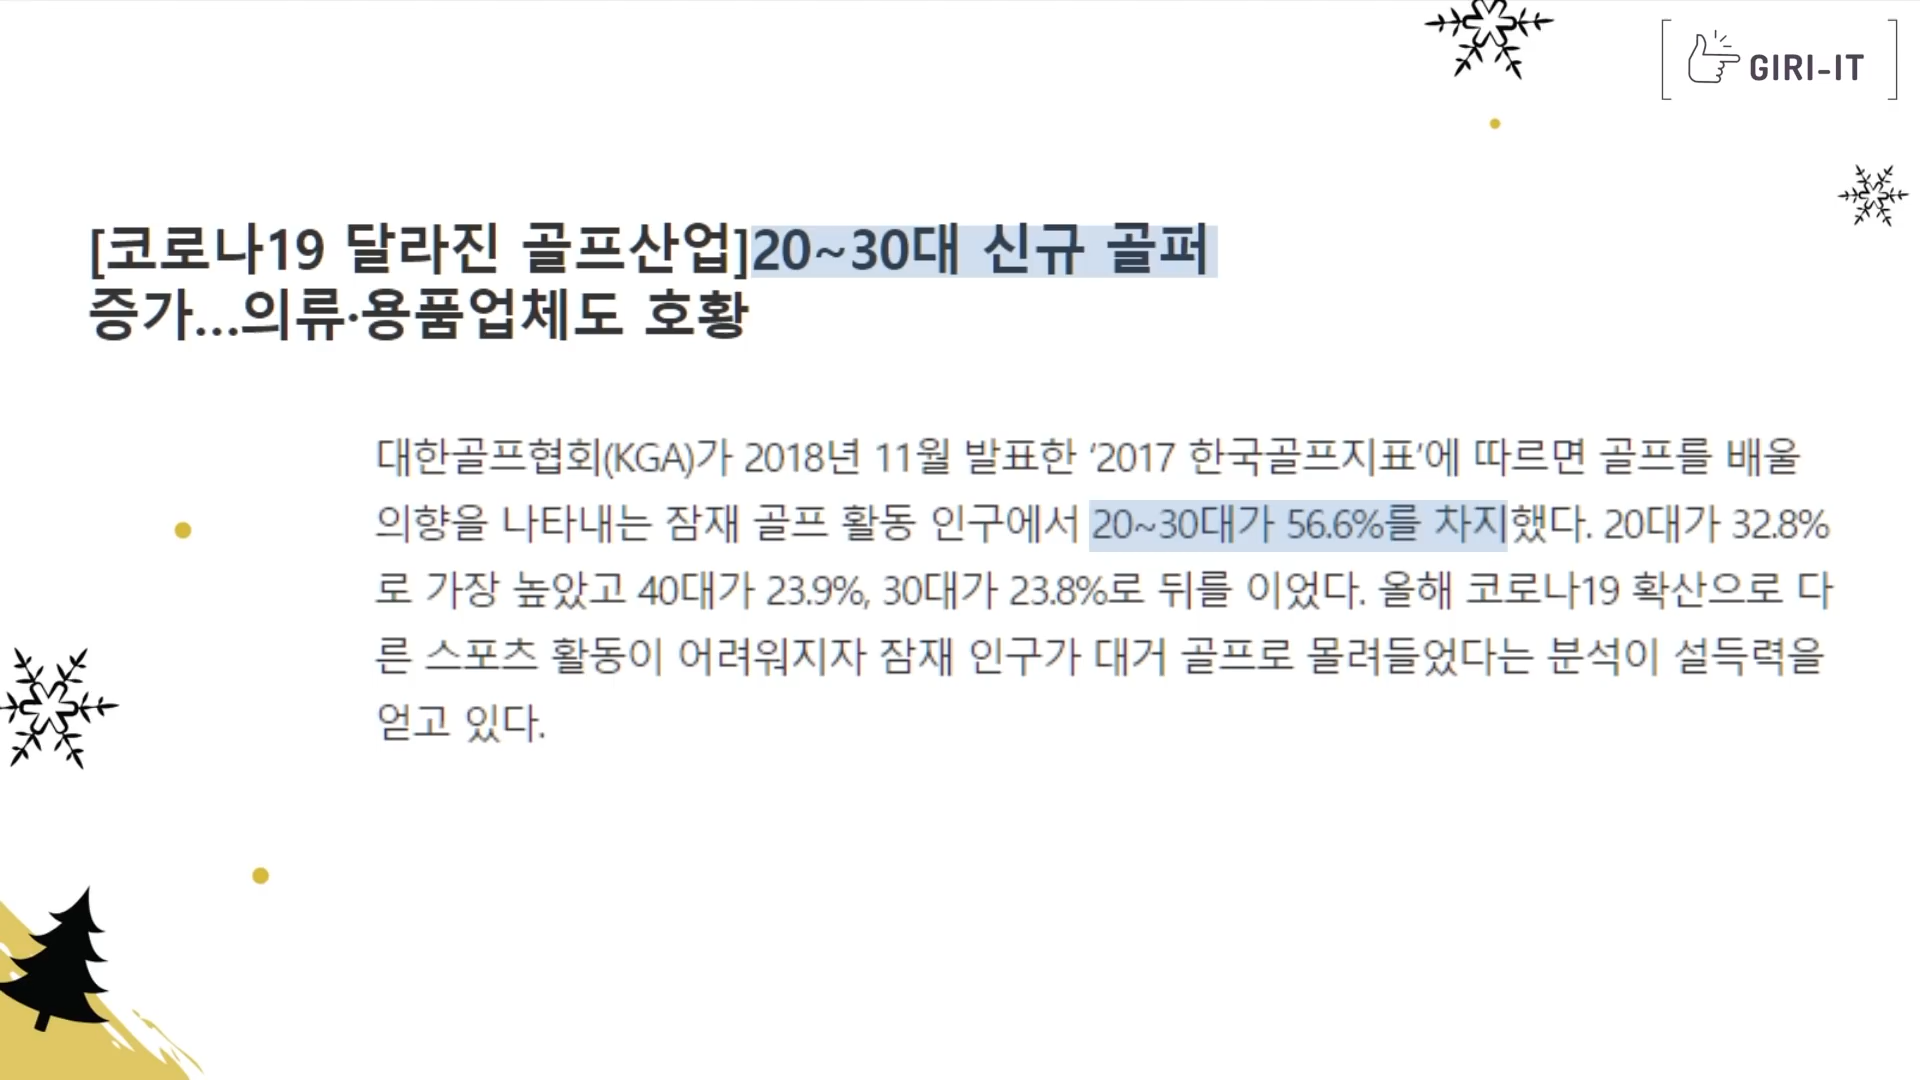 GIRI-IT
[코로나19 달라진 골프산업]20~30대 신규 골퍼
증가...의류·용품업체도 호황
대한골프협회(KGA)가 2018년 11월 발표한 ‘2017 한국골프지표’에 따르면 골프를 배울
의향을 나타내는 잠재 골프 활동 인구에서 20~30대가 56.6%를 차지했다. 20대가 32.8%
로 가장 높았고 40대가 23.9%, 30대가 23.8%로 뒤를 이었다. 올해 코로나19 확산으로 다
른 스포츠 활동이 어려워지자 잠재 인구가 대거 골프로 몰려들었다는 분석이 설득력을
얻고 있다.